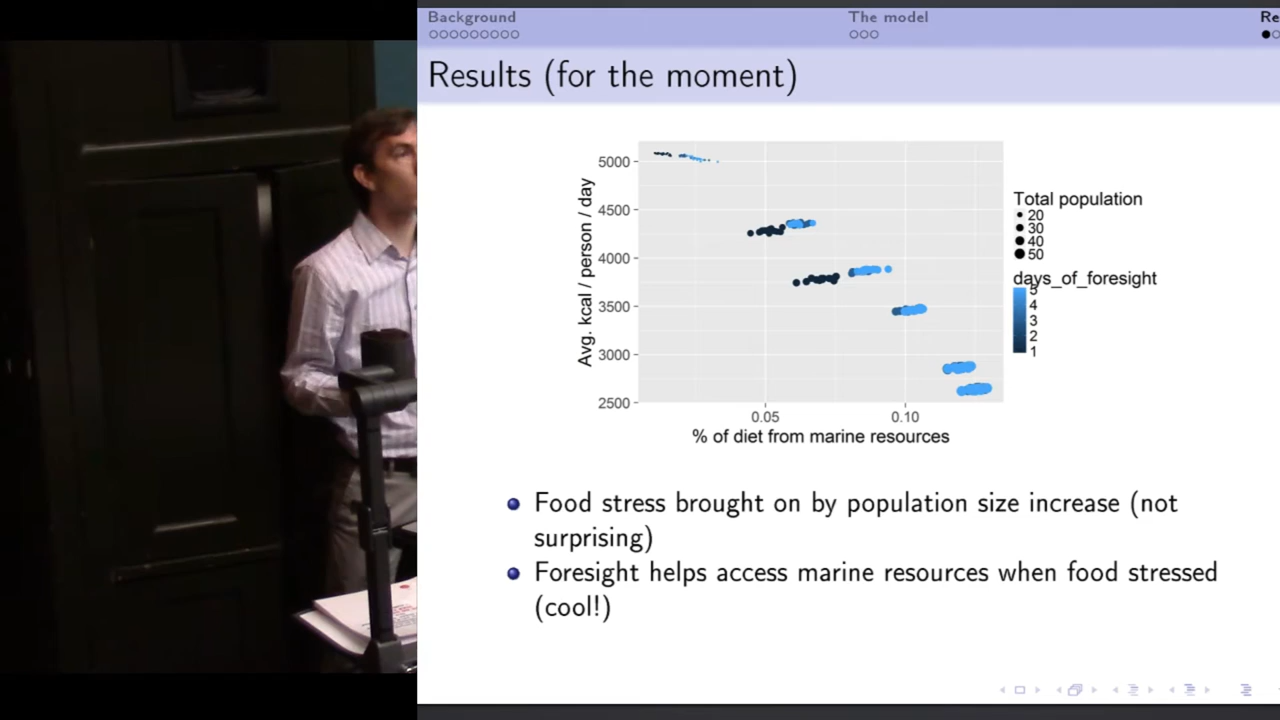 Background
The model
Re
Results (for the moment)
5000
4500
4000
3500
3000
2500
Avg. kcal / person / day
0.05
0.10
% of diet from marine resources
Total population
20
30
40
50
days_of_foresight
5
4
3
2
1
Food stress brought on by population size increase (not
surprising)
Foresight helps access marine resources when food stressed
(cool!)